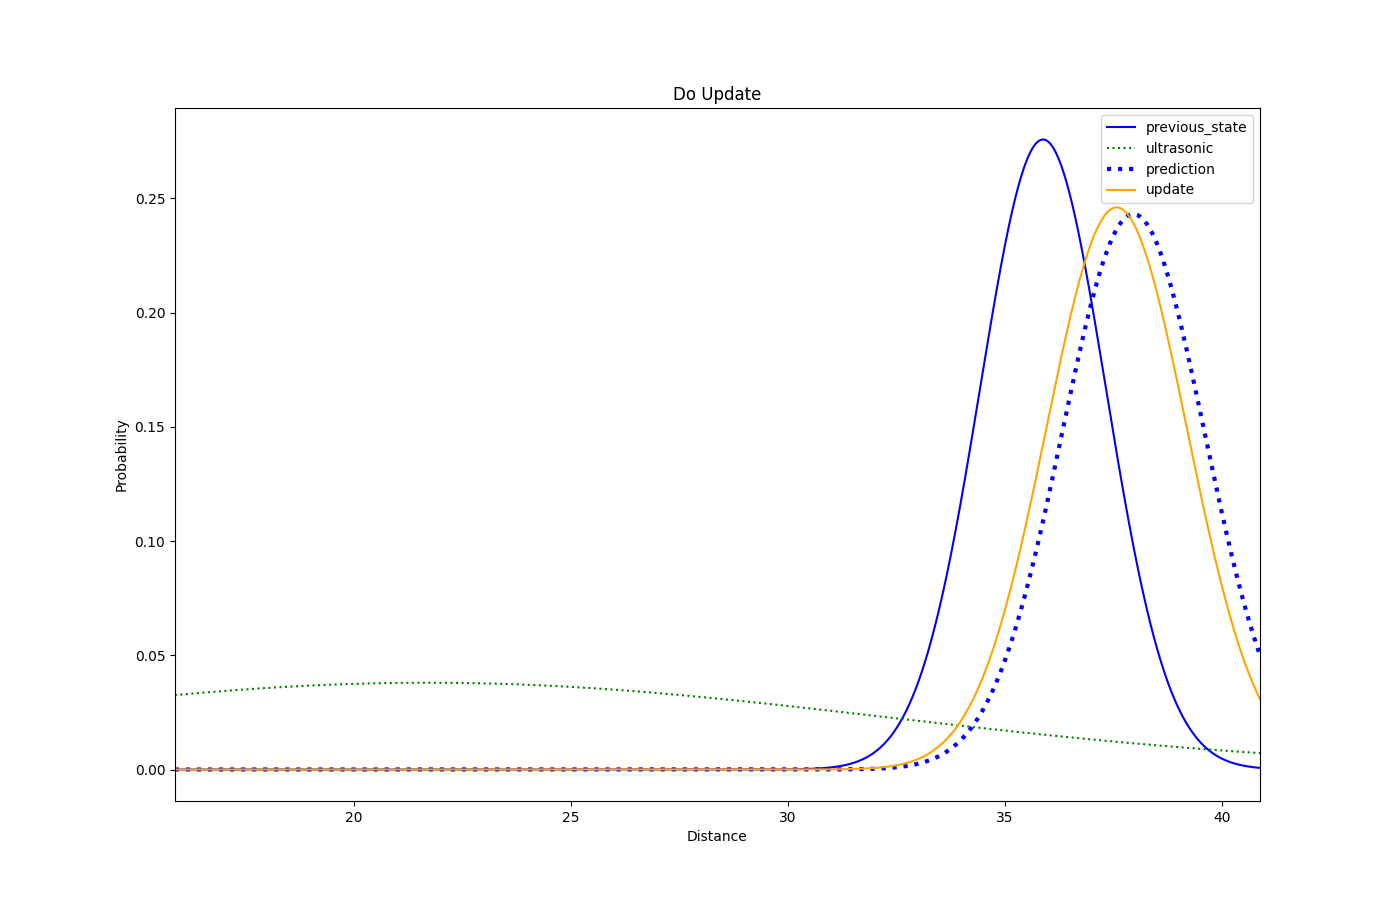 Do Update
previous_state
ultrasonic
prediction
update
Probability
0.25
0.20
0.15
0.10
0.05
0.00
20 25 30 35 40
Distance